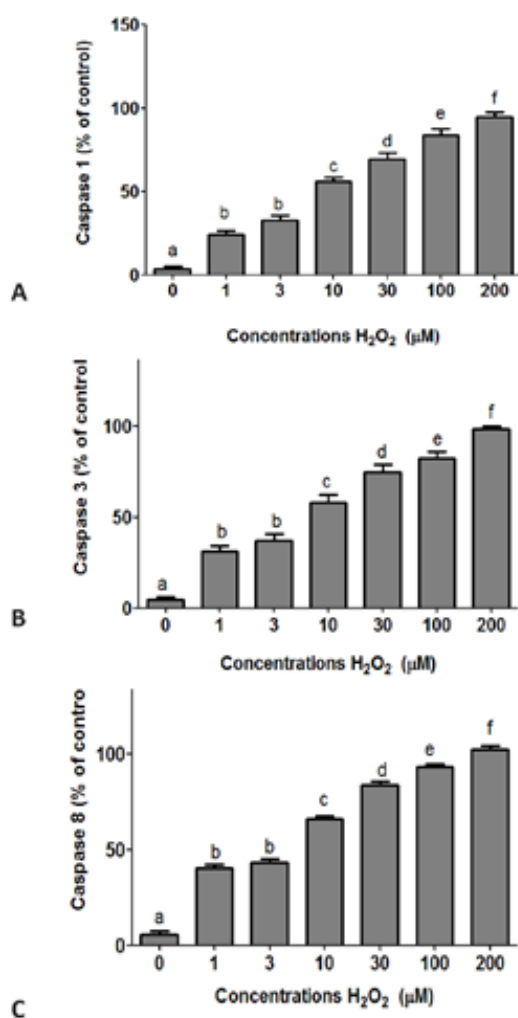 150
100
50
0
Caspase 1 (% of control)
a b b c d e f
0 1 3 10 30 100 200
A
Concentrations H₂O₂ (μM)
100
50
0
Caspase 3 (% of control
a b b c d e f
0 1 3 10 30 100 200
B
Concentrations H₂O₂ (μM)
100
50
0
Caspase 8 (% of contro
a b b c d e f
0 1 3 10 30 100 200
Concentrations H₂O₂ (μM)
C